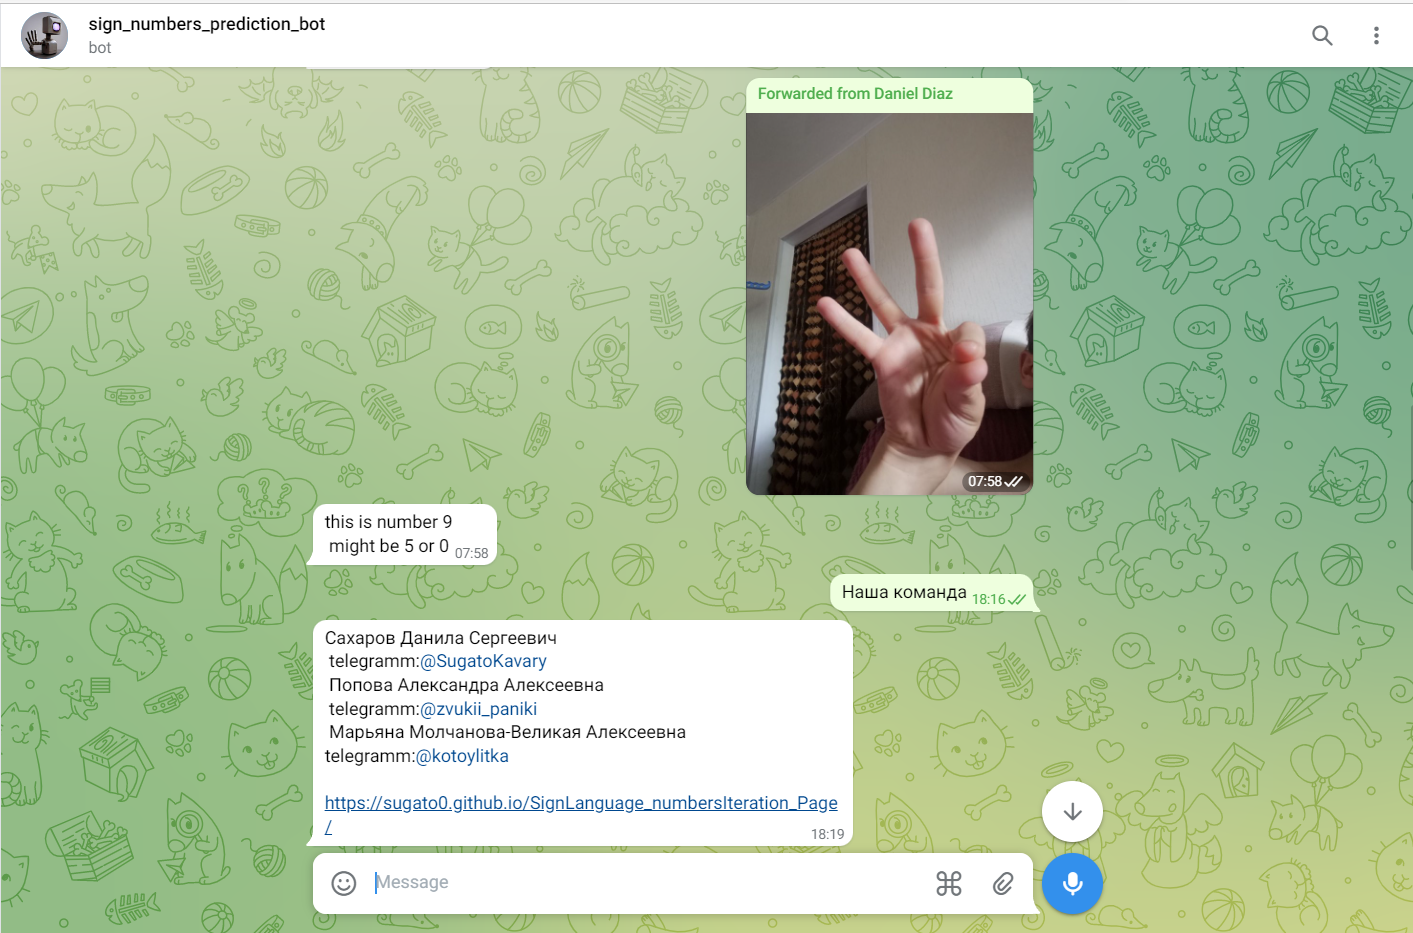 sign_numbers_prediction_bot
bot
Forwarded from Daniel Diaz
07:58
this is number 9
might be 5 or 0 07:58
Наша команда 18:16
Сахаров Данила Сергеевич
telegramm:@SugatoKavary
Попова Александра Алексеевна
telegramm:@zvukii_paniki
Марьяна Молчанова-Великая Алексеевна
telegramm:@kotoylitka
https://sugato0.github.io/SignLanguage_numbersIteration_Page
/
18:19
Message